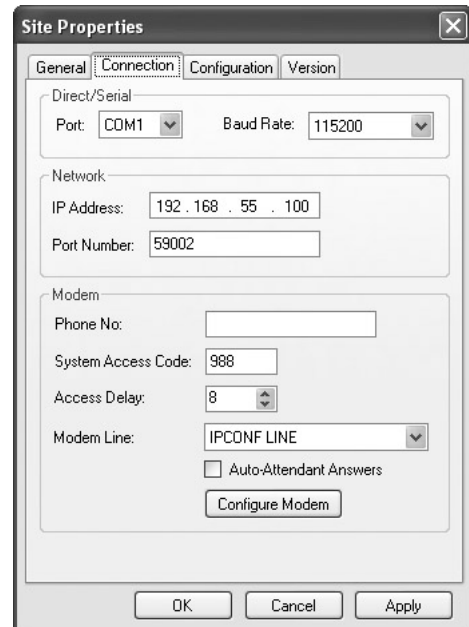 Site Properties
General Connection Configuration Version
Direct/Serial
Port: COM1 Baud Rate: 115200
Network
IP Address: 192 . 168 . 55 . 100
Port Number: 59002
Modem
Phone No:
System Access Code: 988
Access Delay: 8
Modem Line: IPCONF LINE
Auto-Attendant Answers
Configure Modem
OK Cancel Apply